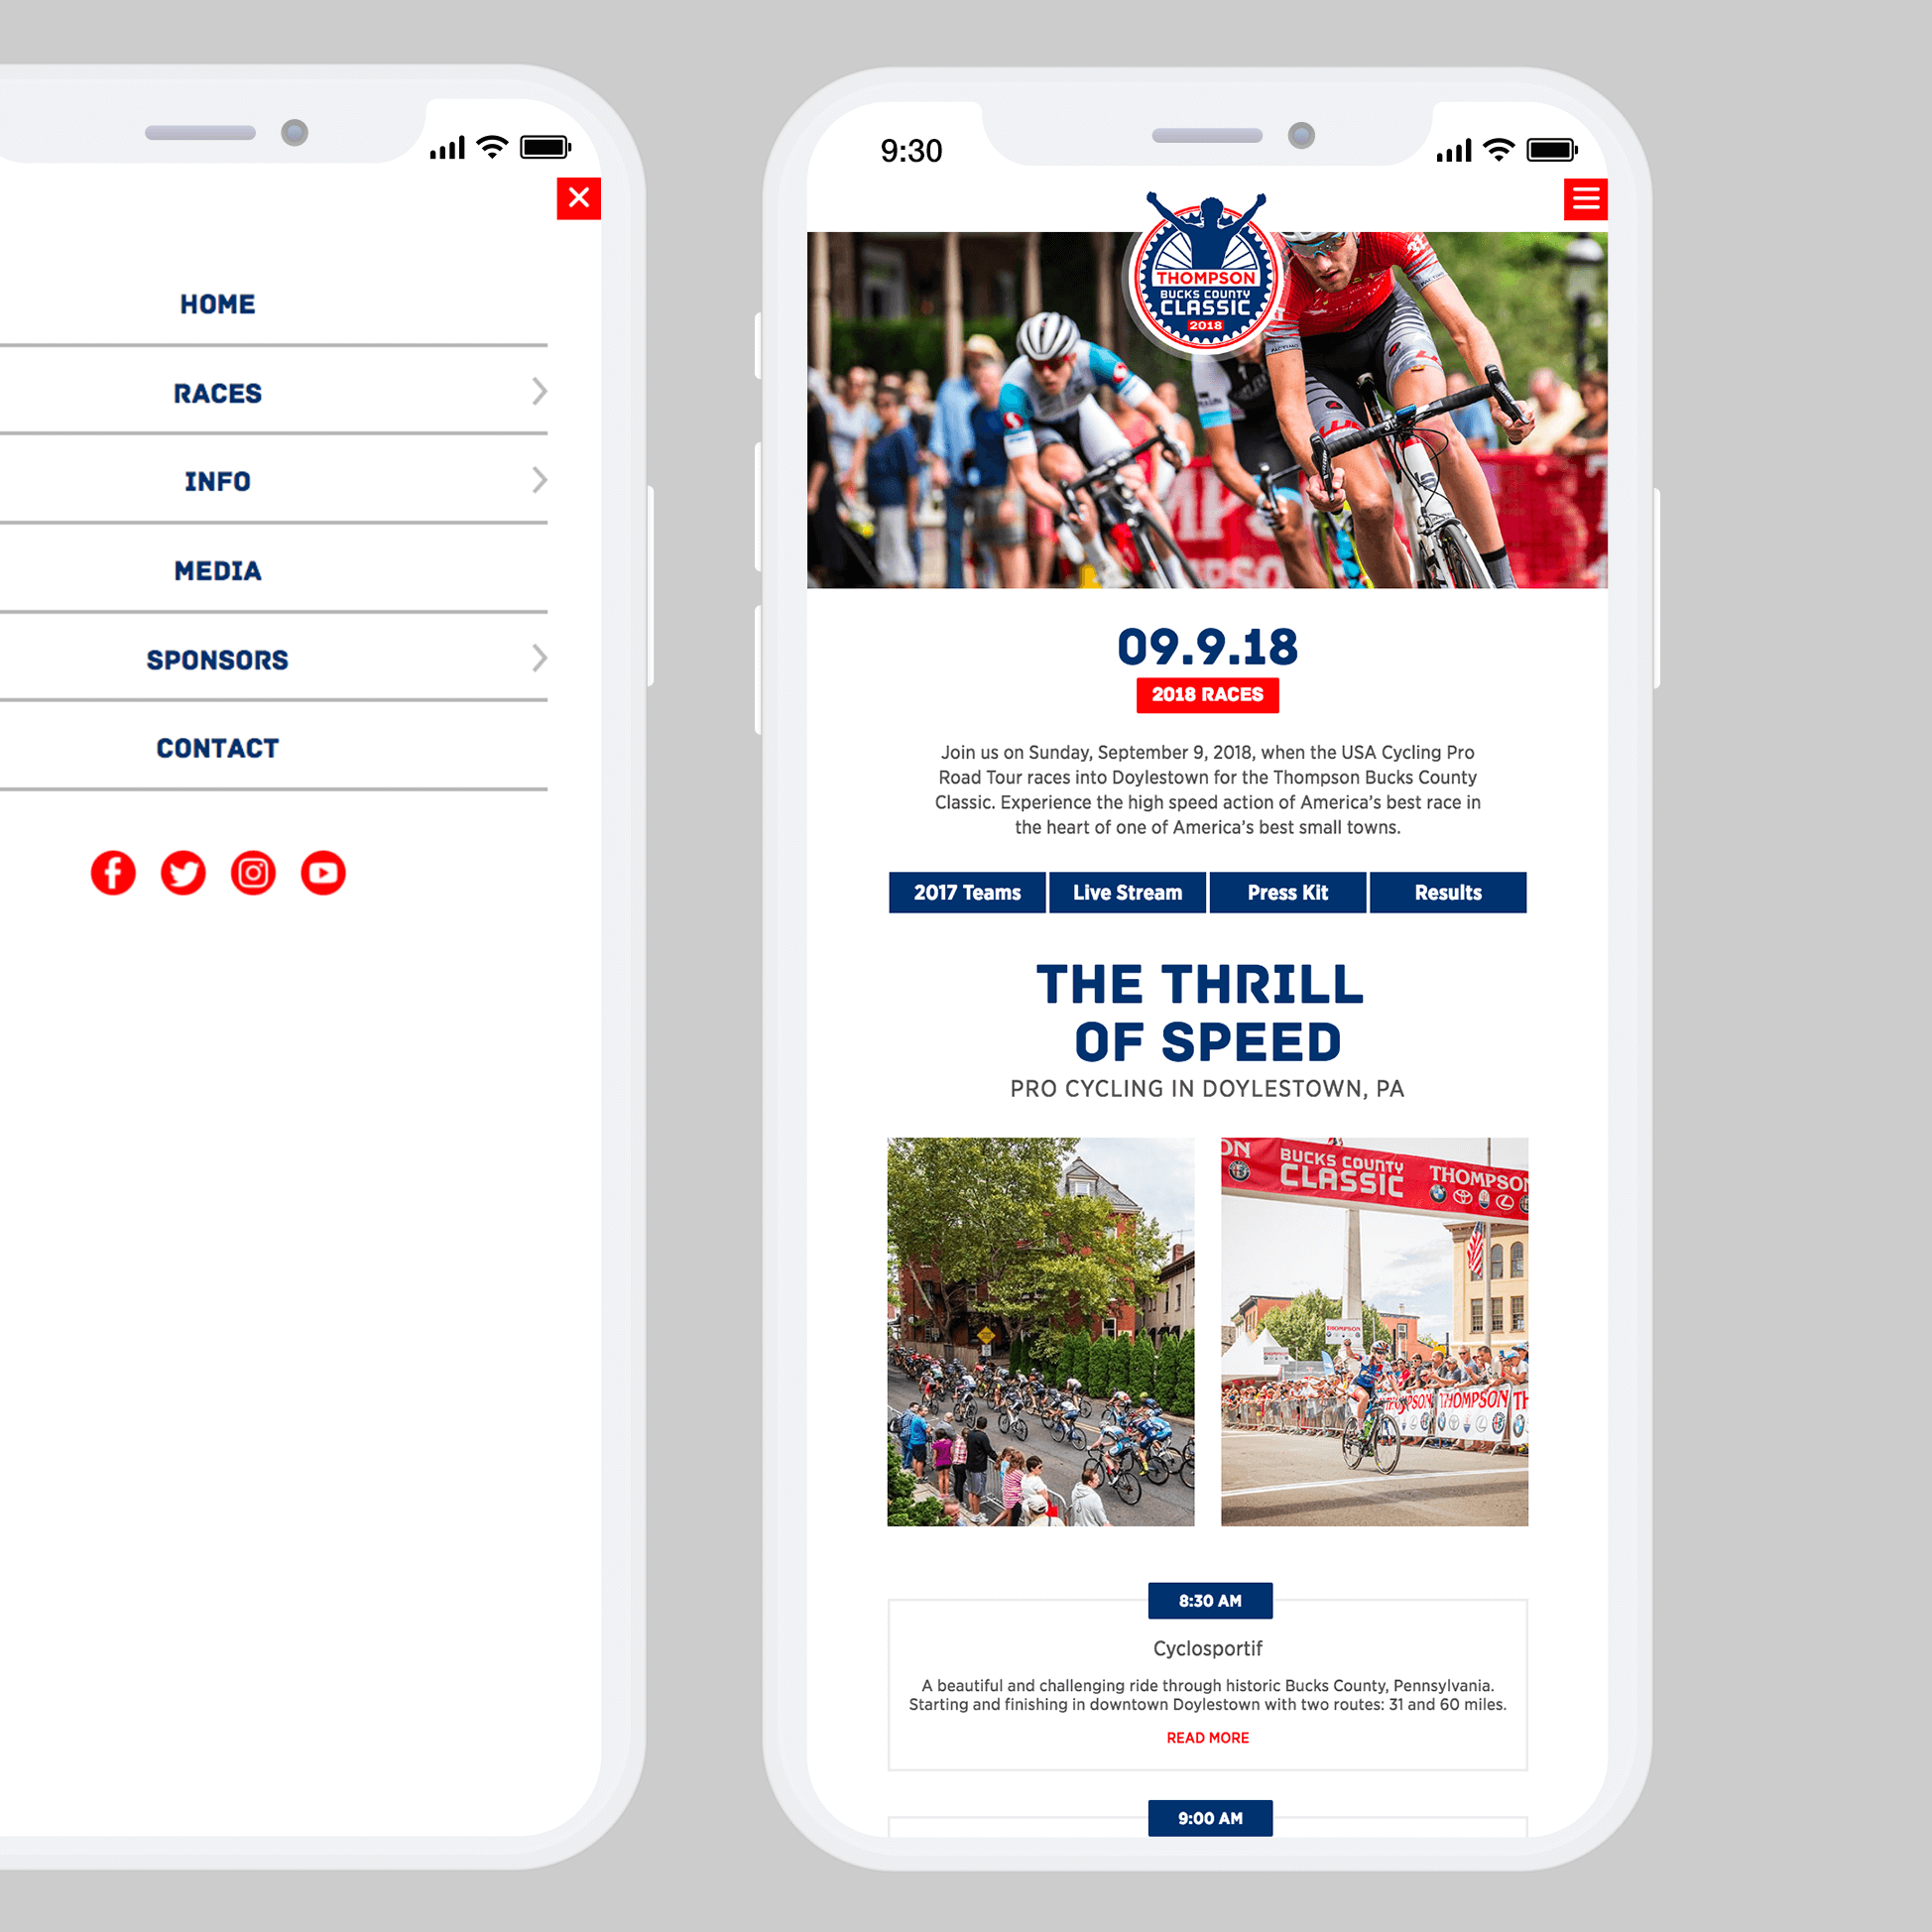 HOME
RACES
INFO
MEDIA
SPONSORS
CONTACT
9:30
THOMPSON
BUCKS COUNTY
CLASSIC
2018
09.9.18
2018 RACES
Join us on Sunday, September 9, 2018, when the USA Cycling Pro
Road Tour races into Doylestown for the Thompson Bucks County
Classic. Experience the high speed action of America’s best race in
the heart of one of America’s best small towns.
2017 Teams
Live Stream
Press Kit
Results
THE THRILL
OF SPEED
PRO CYCLING IN DOYLESTOWN, PA
BUCKS COUNTY
CLASSIC
THOMPSON
THOMPSON
THOMPSON
8:30 AM
Cyclosportif
A beautiful and challenging ride through historic Bucks County, Pennsylvania.
Starting and finishing in downtown Doylestown with two routes: 31 and 60 miles.
READ MORE
9:00 AM